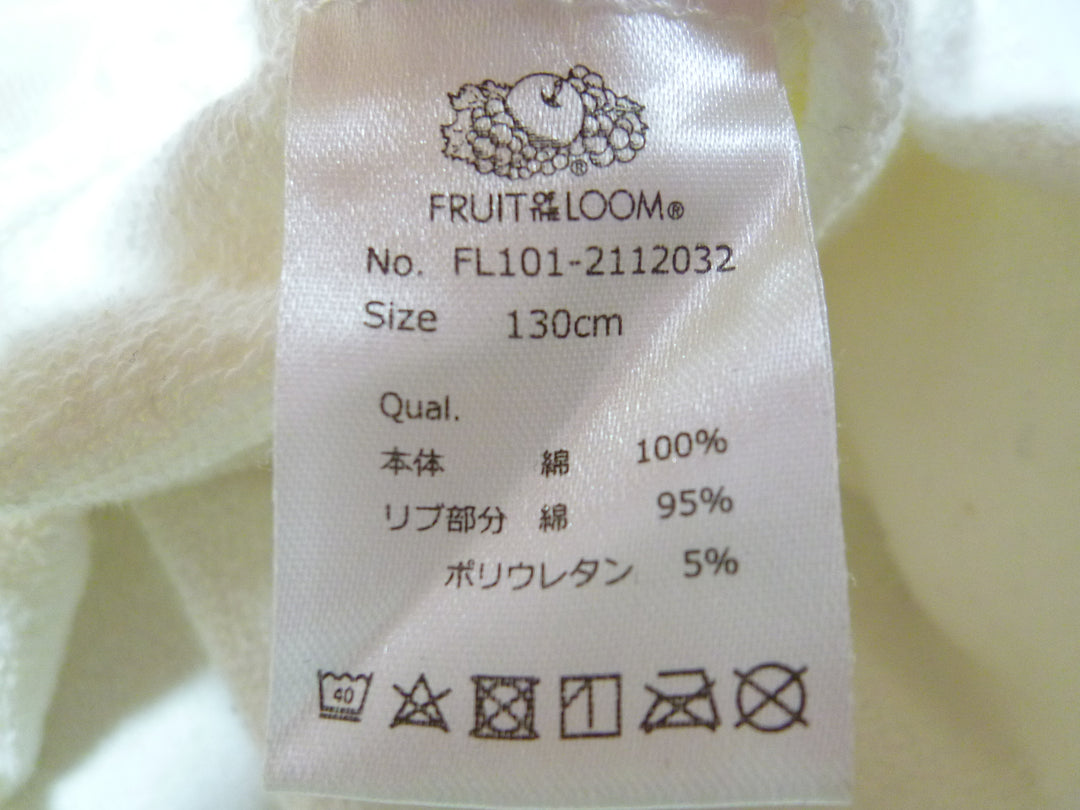 FRUIT OF THE LOOM®
No. FL101-2112032
Size 130cm
Qual.
本体 綿 100%
リブ部分 綿 95%
ポリウレタン 5%
40